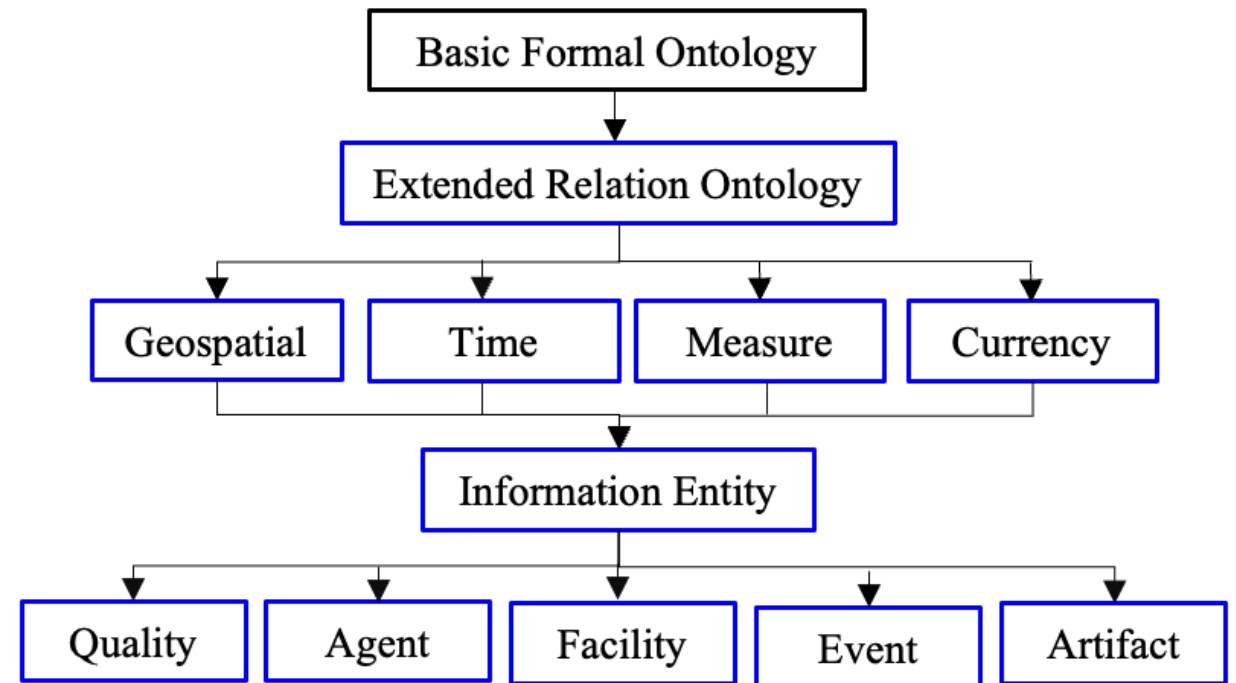 Basic Formal Ontology
Extended Relation Ontology
Geospatial
Time
Measure
Currency
Information Entity
Quality
Agent
Facility
Event
Artifact